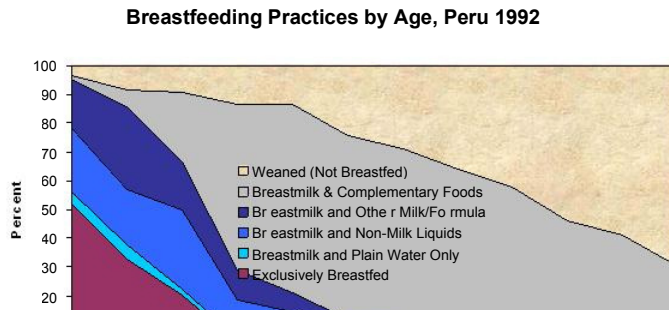 Breastfeeding Practices by Age, Peru 1992
100
90
80
70
60
50
40
30
20
Percent
Weaned (Not Breastfed)
Breastmilk & Complementary Foods
Br eastmilk and Othe r Milk/Fo rmula
Br eastmilk and Non-Milk Liquids
Breastmilk and Plain Water Only
Exclusively Breastfed